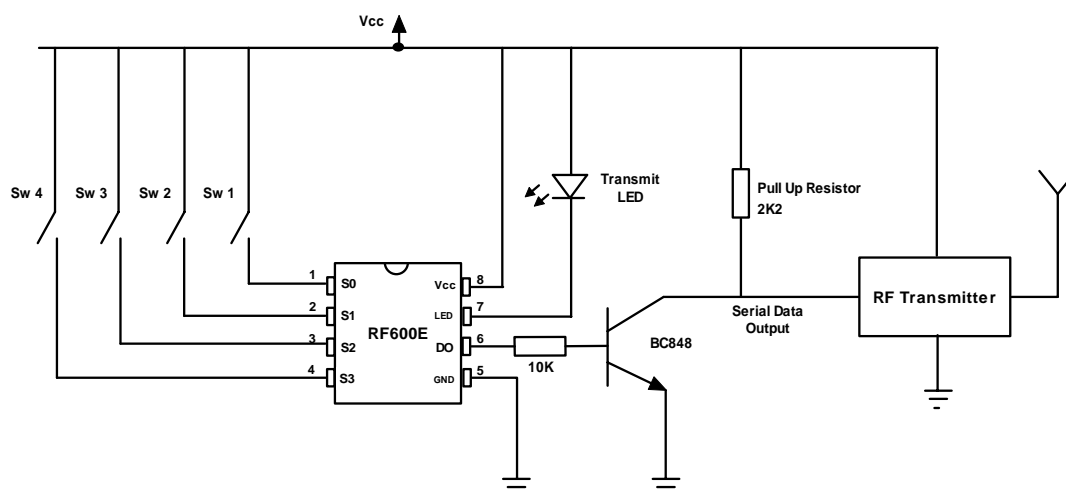 Vcc
Sw 4
Sw 3
Sw 2
Sw 1
Transmit
LED
Pull Up Resistor
2K2
1
S0
Vcc
8
2
S1
LED
7
RF600E
3
S2
DO
6
4
S3
GND
5
10K
BC848
Serial Data
Output
RF Transmitter